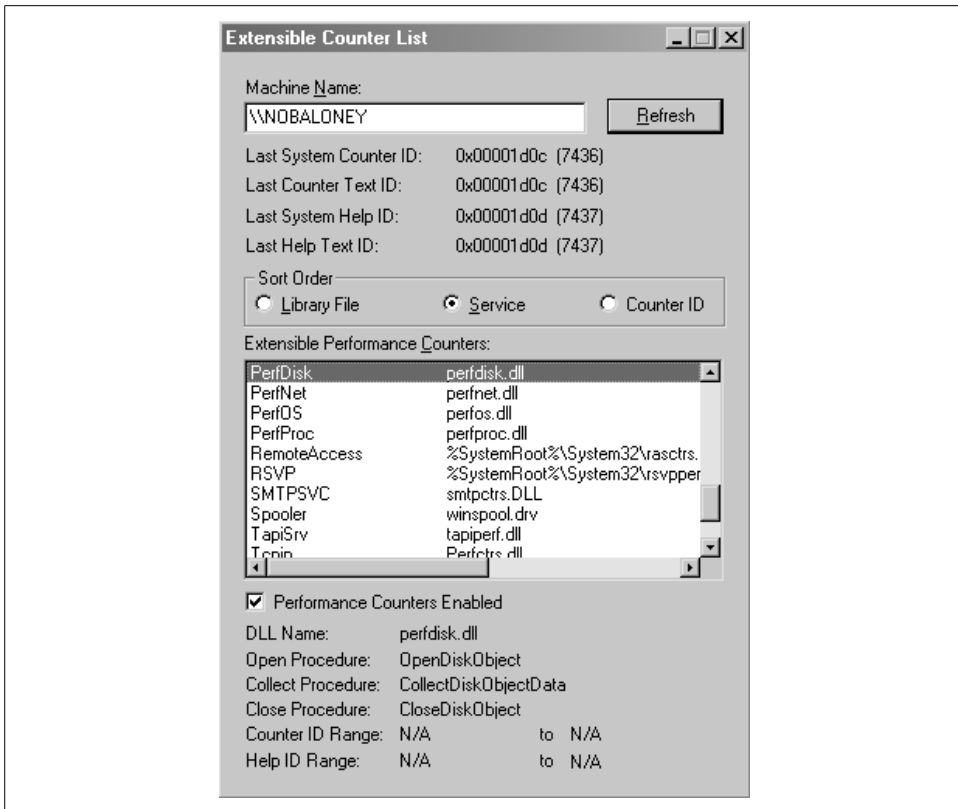 Extensible Counter List
Machine Name:
\\NOBALONEY
Refresh
Last System Counter ID: 0x00001d0c (7436)
Last Counter Text ID: 0x00001d0c (7436)
Last System Help ID: 0x00001d0d (7437)
Last Help Text ID: 0x00001d0d (7437)
Sort Order
Library File Service Counter ID
Extensible Performance Counters:
PerfDisk perfdisk.dll
PerfNet perfnet.dll
PerfOS perfos.dll
PerfProc perfproc.dll
RemoteAccess %SystemRoot%\System32\rasctrs.
RSVP %SystemRoot%\System32\rsvpper
SMTPSVC smtpctrs.DLL
Spooler winspool.drv
TapiSrv tapiperf.dll
Tcpip Perfctrs.dll
Performance Counters Enabled
DLL Name: perfdisk.dll
Open Procedure: OpenDiskObject
Collect Procedure: CollectDiskObjectData
Close Procedure: CloseDiskObject
Counter ID Range: N/A to N/A
Help ID Range: N/A to N/A